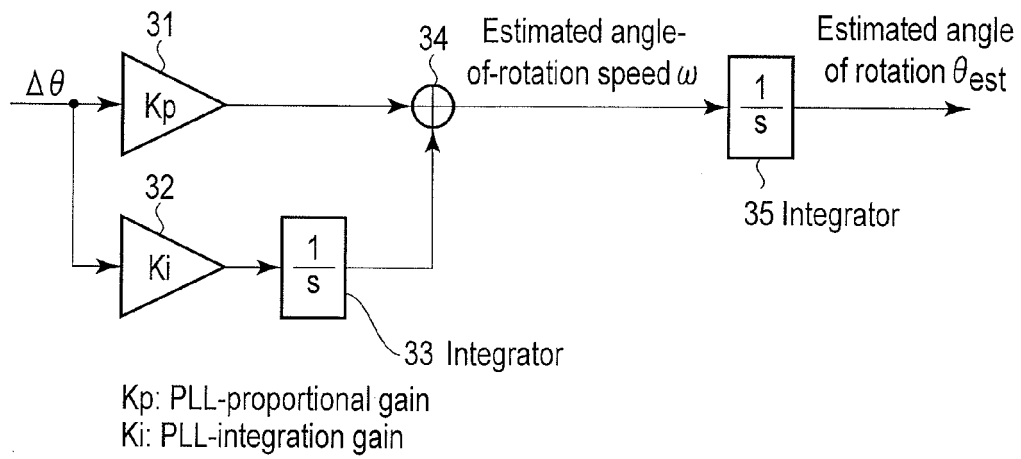 31
34
Estimated angle-
of-rotation speed ω
Estimated angle
of rotation θest
Δθ
Kp
1
s
32
35 Integrator
Ki
1
s
33 Integrator
Kp: PLL-proportional gain
Ki: PLL-integration gain